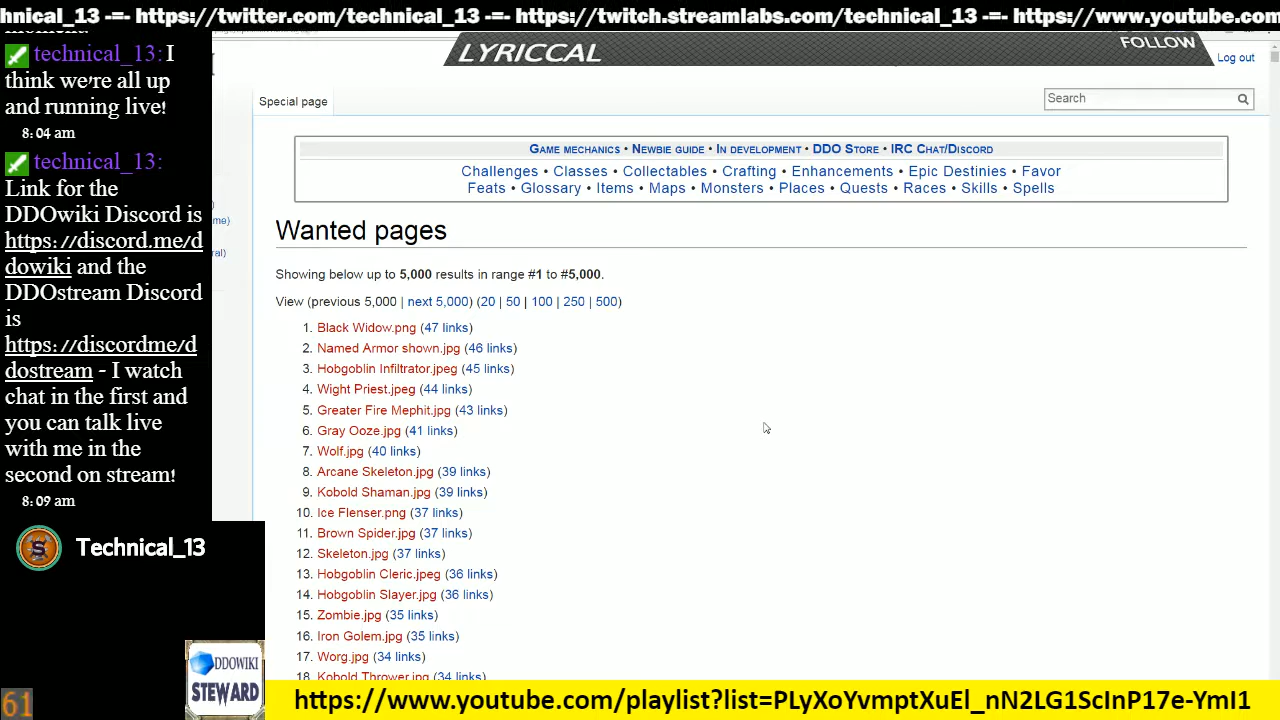 hnical_13 -=- https://twitter.com/technical_13 -=- https://twitch.streamlabs.com/technical_13 -=- https://www.youtube.com
technical_13: I
think we're all up
and running live!
8:04 am
technical_13:
Link for the
DDOwiki Discord is
https://discord.me/d
dowiki and the
DDOstream Discord
is
https://discordme/d
dostream - I watch
chat in the first and
you can talk live
with me in the
second on stream!
8:09 am
Technical_13
DDOWIKI
STEWARD
61
LYRICCAL
FOLLOW
Log out
Special page
Search
me)
ral)
GAME MECHANICS • NEWBIE GUIDE • IN DEVELOPMENT • DDO STORE • IRC CHAT/DISCORD
Challenges • Classes • Collectables • Crafting • Enhancements • Epic Destinies • Favor
Feats • Glossary • Items • Maps • Monsters • Places • Quests • Races • Skills • Spells
Wanted pages
Showing below up to 5,000 results in range #1 to #5,000.
View (previous 5,000 | next 5,000) (20 | 50 | 100 | 250 | 500)
1. Black Widow.png (47 links)
2. Named Armor shown.jpg (46 links)
3. Hobgoblin Infiltrator.jpeg (45 links)
4. Wight Priest.jpeg (44 links)
5. Greater Fire Mephit.jpg (43 links)
6. Gray Ooze.jpg (41 links)
7. Wolf.jpg (40 links)
8. Arcane Skeleton.jpg (39 links)
9. Kobold Shaman.jpg (39 links)
10. Ice Flenser.png (37 links)
11. Brown Spider.jpg (37 links)
12. Skeleton.jpg (37 links)
13. Hobgoblin Cleric.jpeg (36 links)
14. Hobgoblin Slayer.jpg (36 links)
15. Zombie.jpg (35 links)
16. Iron Golem.jpg (35 links)
17. Worg.jpg (34 links)
18. Kobold Thrower.jpg (34 links)
https://www.youtube.com/playlist?list=PLyXoYvmptXuEl_nN2LG1ScInP17e-YmI1